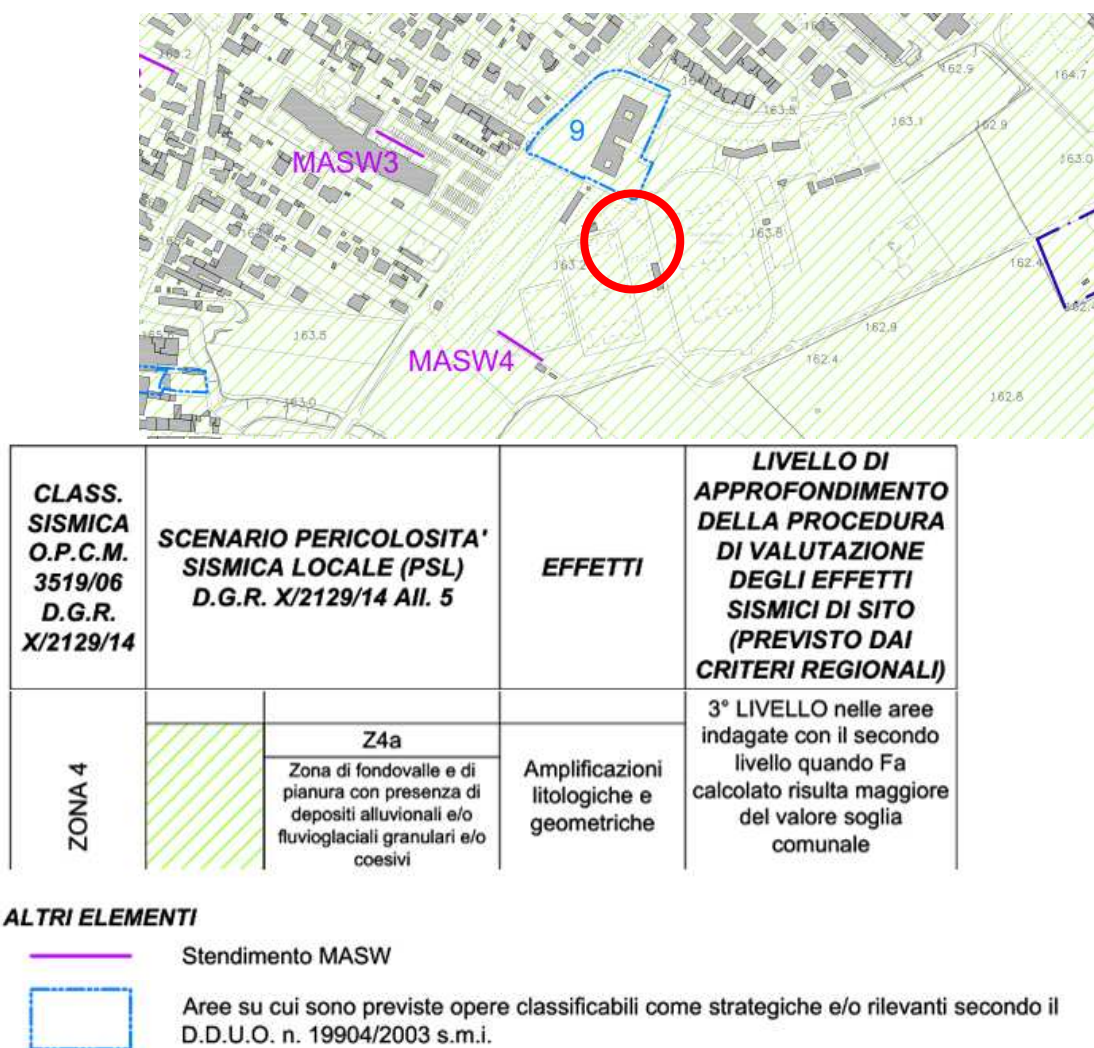 163.2
162.9
164.7
9
163.5
163.1
162.9
MASW3
163.0
163.8
163.2
162.4
162.9
163.5
MASW4
162.4
163.0
162.8
CLASS.
SISMICA
O.P.C.M.
3519/06
D.G.R.
X/2129/14
SCENARIO PERICOLOSITA'
SISMICA LOCALE (PSL)
D.G.R. X/2129/14 All. 5
EFFETTI
LIVELLO DI
APPROFONDIMENTO
DELLA PROCEDURA
DI VALUTAZIONE
DEGLI EFFETTI
SISMICI DI SITO
(PREVISTO DAI
CRITERI REGIONALI)
ZONA 4
Z4a
Zona di fondovalle e di
pianura con presenza di
depositi alluvionali e/o
fluvioglaciali granulari e/o
coesivi
Amplificazioni
litologiche e
geometriche
3° LIVELLO nelle aree
indagate con il secondo
livello quando Fa
calcolato risulta maggiore
del valore soglia
comunale
ALTRI ELEMENTI
Stendimento MASW
Aree su cui sono previste opere classificabili come strategiche e/o rilevanti secondo il
D.D.U.O. n. 19904/2003 s.m.i.